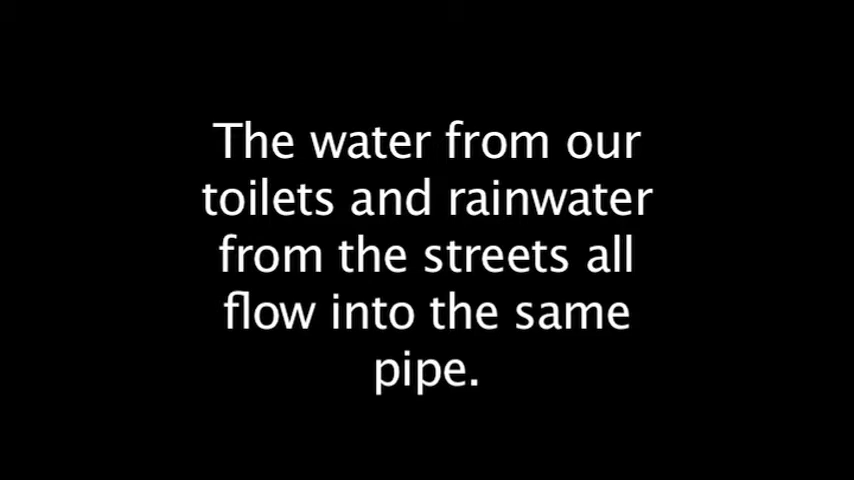 The water from our
toilets and rainwater
from the streets all
flow into the same
pipe.